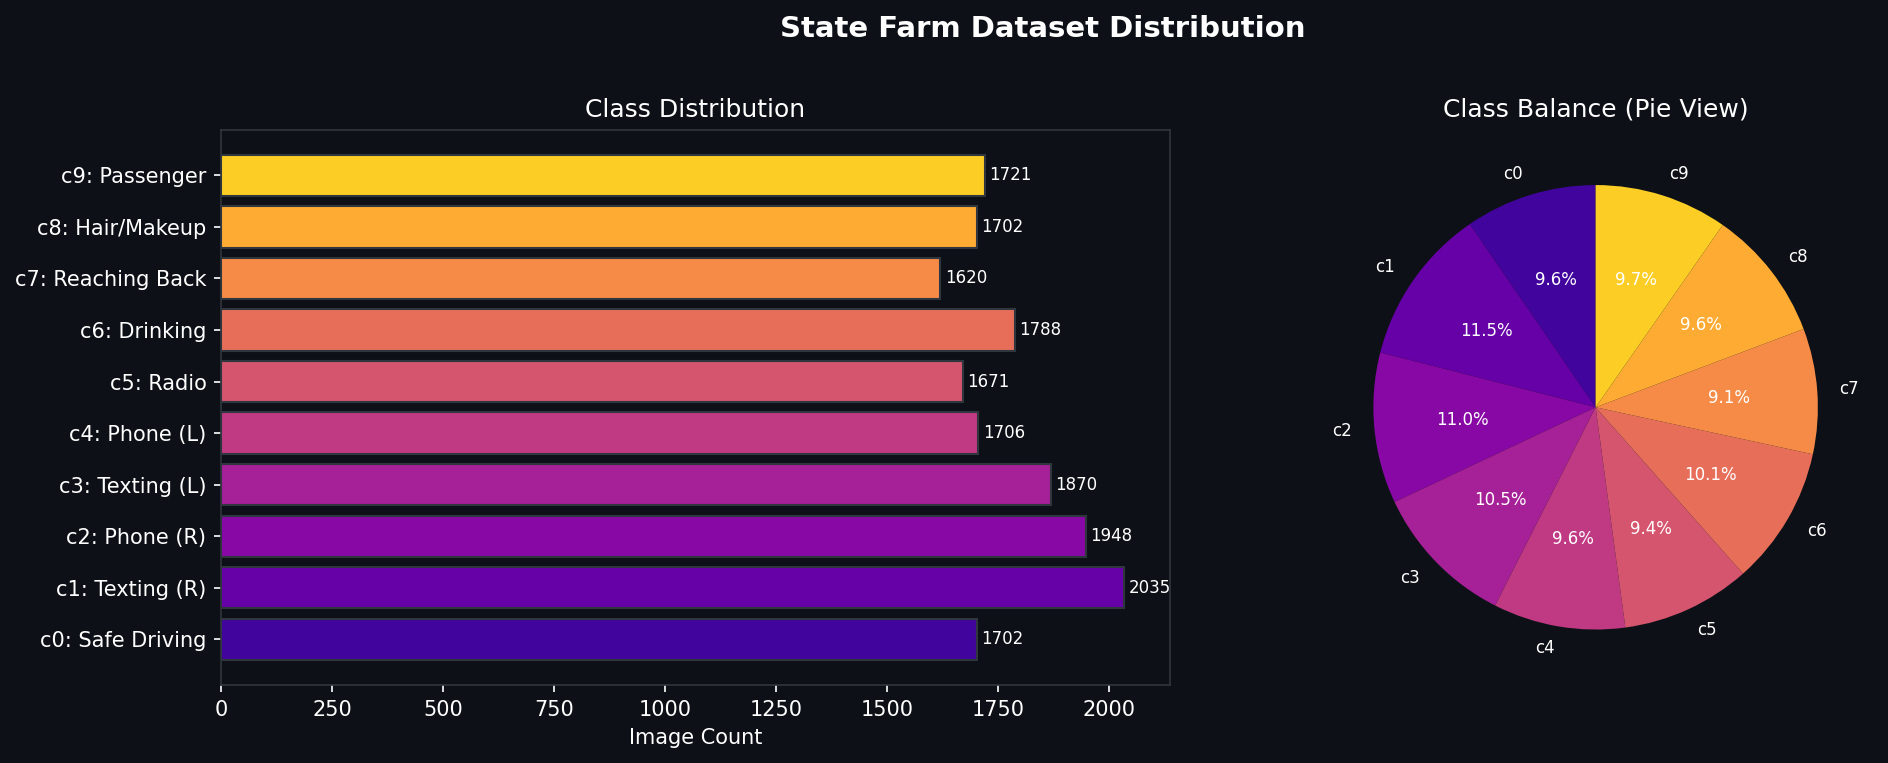 State Farm Dataset Distribution
Class Distribution
c9: Passenger
1721
c8: Hair/Makeup
1702
c7: Reaching Back
1620
c6: Drinking
1788
c5: Radio
1671
c4: Phone (L)
1706
c3: Texting (L)
1870
c2: Phone (R)
1948
c1: Texting (R)
2035
c0: Safe Driving
1702
0 250 500 750 1000 1250 1500 1750 2000
Image Count
Class Balance (Pie View)
c0
9.6%
c1
11.5%
c2
11.0%
c3
10.5%
c4
9.6%
c5
9.4%
c6
10.1%
c7
9.1%
c8
9.6%
c9
9.7%